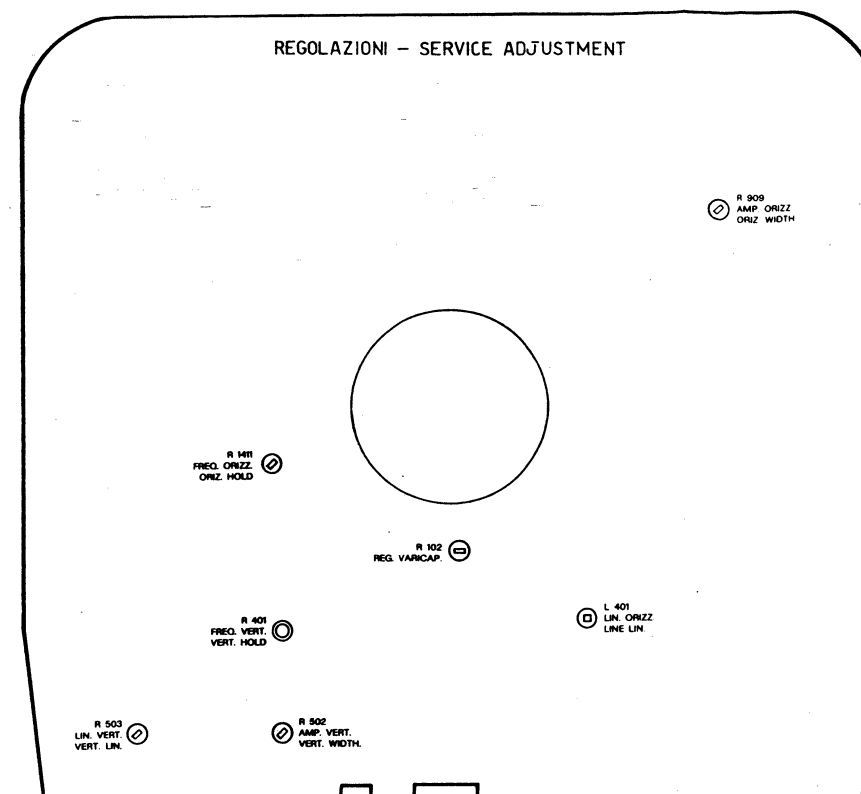 REGOLAZIONI – SERVICE ADJUSTMENT
R 909
AMP. ORIZZ
ORIZ WIDTH
R 1411
FREQ. ORIZZ.
ORIZ. HOLD
R 102
REG. VARICAP.
L 401
LIN. ORIZZ.
LINE LIN.
R 401
FREQ. VERT.
VERT. HOLD
R 503
LIN. VERT.
VERT. LIN.
R 502
AMP. VERT.
VERT. WIDTH.